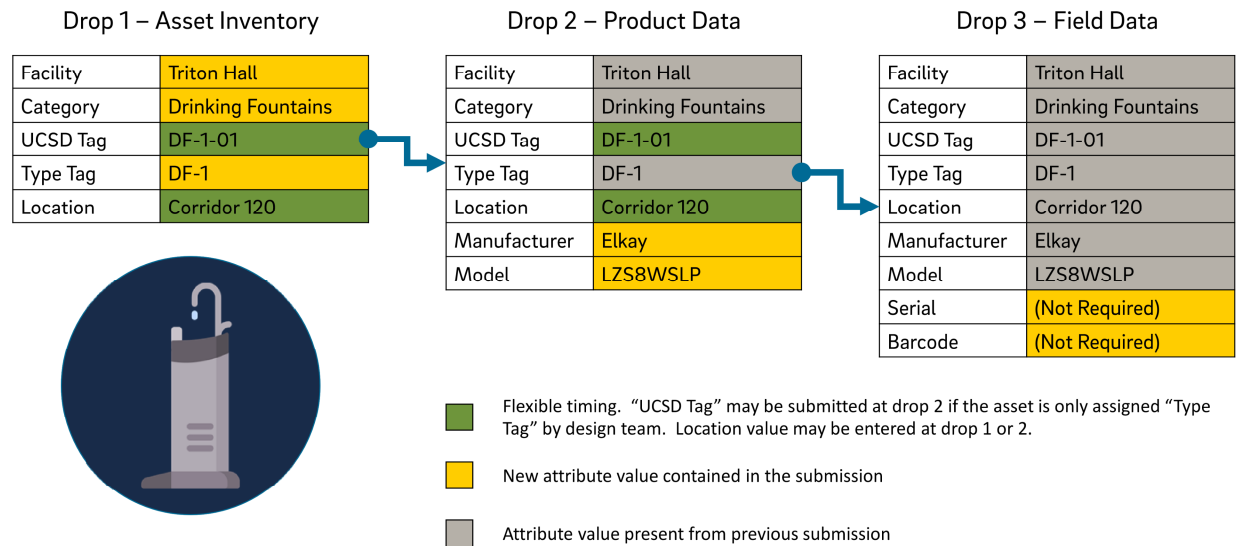 Drop 1 – Asset Inventory
Facility Triton Hall
Category Drinking Fountains
UCSD Tag DF-1-01
Type Tag DF-1
Location Corridor 120
Drop 2 – Product Data
Facility Triton Hall
Category Drinking Fountains
UCSD Tag DF-1-01
Type Tag DF-1
Location Corridor 120
Manufacturer Elkay
Model LZS8WSLP
Drop 3 – Field Data
Facility Triton Hall
Category Drinking Fountains
UCSD Tag DF-1-01
Type Tag DF-1
Location Corridor 120
Manufacturer Elkay
Model LZS8WSLP
Serial (Not Required)
Barcode (Not Required)
Flexible timing. “UCSD Tag” may be submitted at drop 2 if the asset is only assigned “Type
Tag” by design team. Location value may be entered at drop 1 or 2.
New attribute value contained in the submission
Attribute value present from previous submission